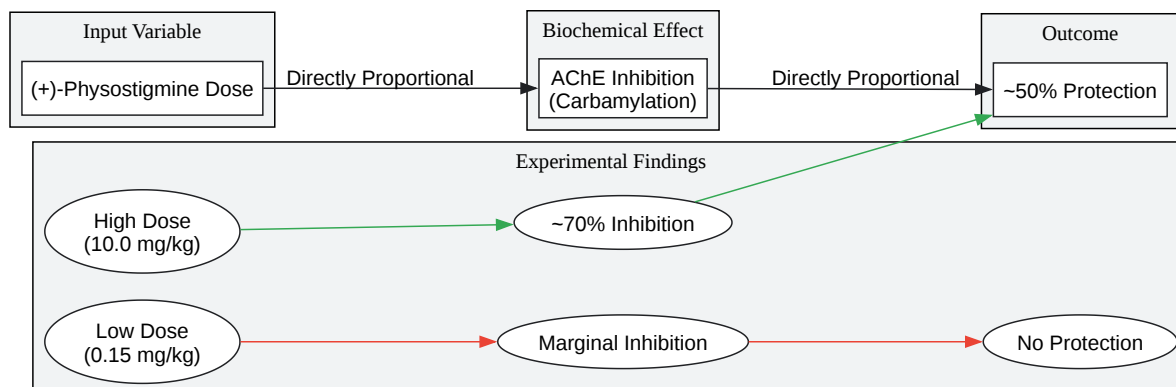 Input Variable
Biochemical Effect
Outcome
(+)-Physostigmine Dose
Directly Proportional
AChE Inhibition
(Carbamylation)
Directly Proportional
~50% Protection
Experimental Findings
High Dose
(10.0 mg/kg)
~70% Inhibition
Low Dose
(0.15 mg/kg)
Marginal Inhibition
No Protection